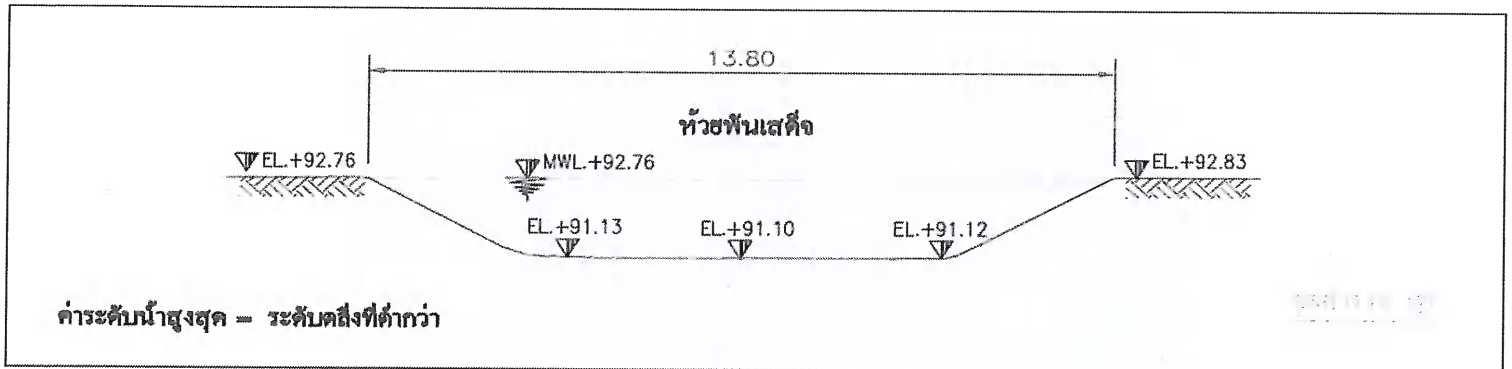 13.80
ห้วยพันเสด็จ
EL.+92.76
MWL.+92.76
EL.+92.83
EL.+91.13
EL.+91.10
EL.+91.12
ค่าระดับน้ำสูงสุด = ระดับตลิ่งที่ต่ำกว่า